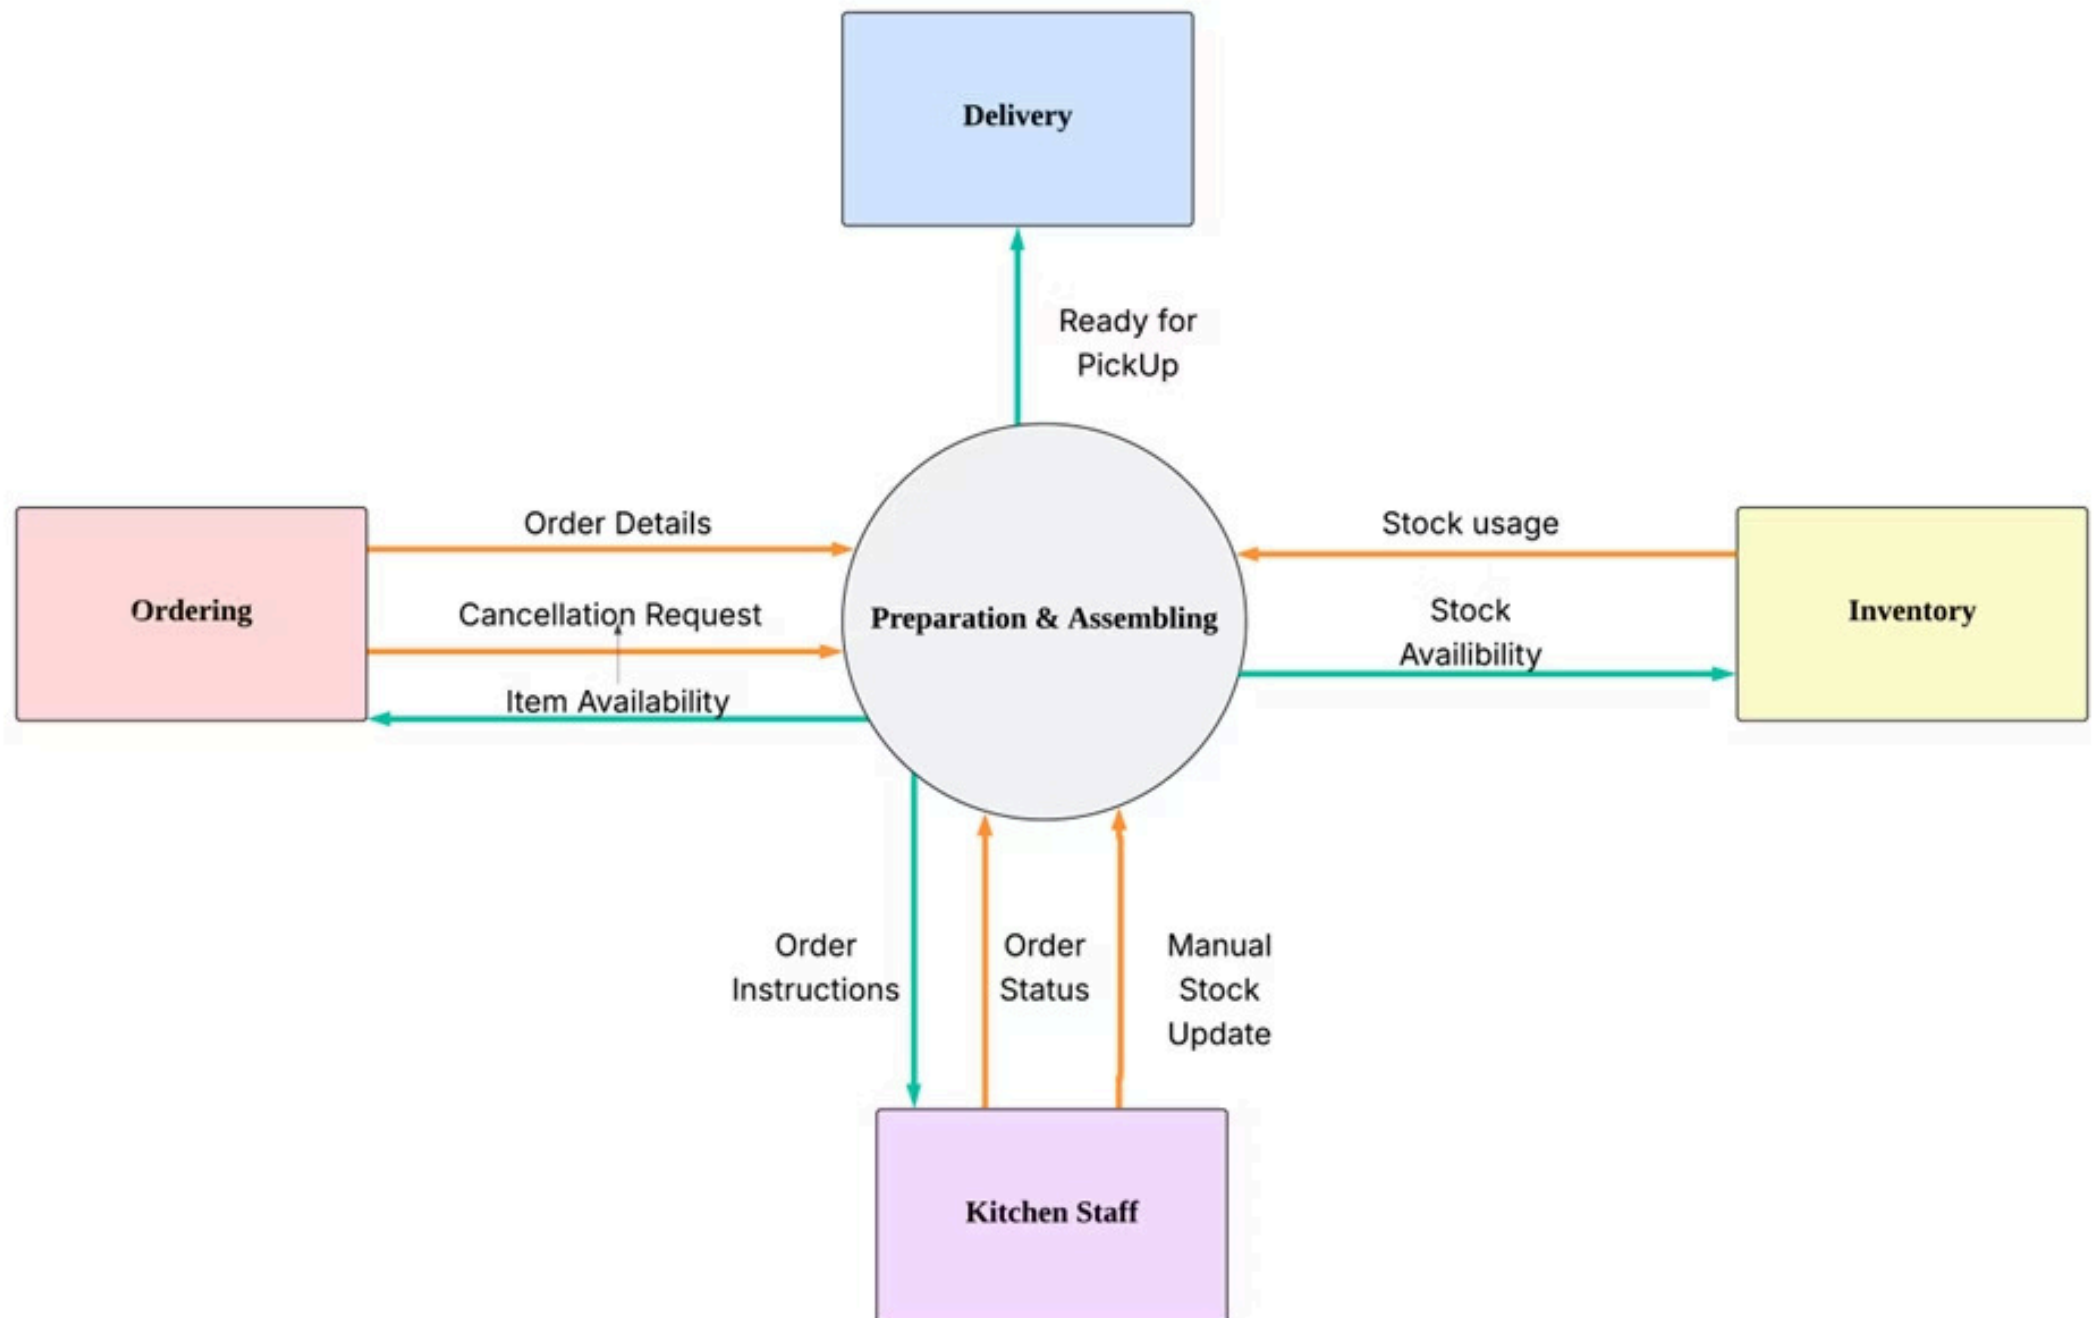 Delivery
Ready for
PickUp
Order Details
Stock usage
Ordering
Cancellation Request
Preparation & Assembling
Stock
Availibility
Inventory
Item Availability
Order
Instructions
Order
Status
Manual
Stock
Update
Kitchen Staff